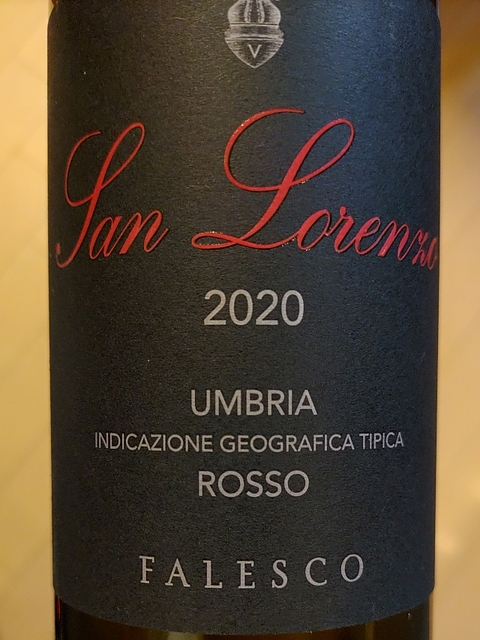 V
San Lorenzo
2020
UMBRIA
INDICAZIONE GEOGRAFICA TIPICA
ROSSO
FALESCO